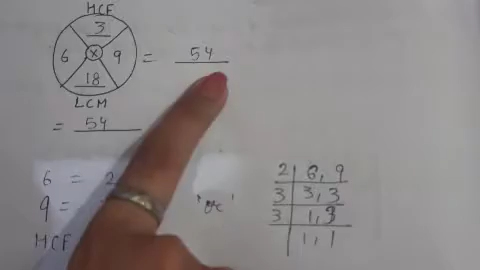 HCF
3
6 × 9 = 54
18
LCM
= 54
6 = 2
9 =
'or'
HCF
2 | 6, 9
3 | 3, 3
3 | 1, 3
1, 1